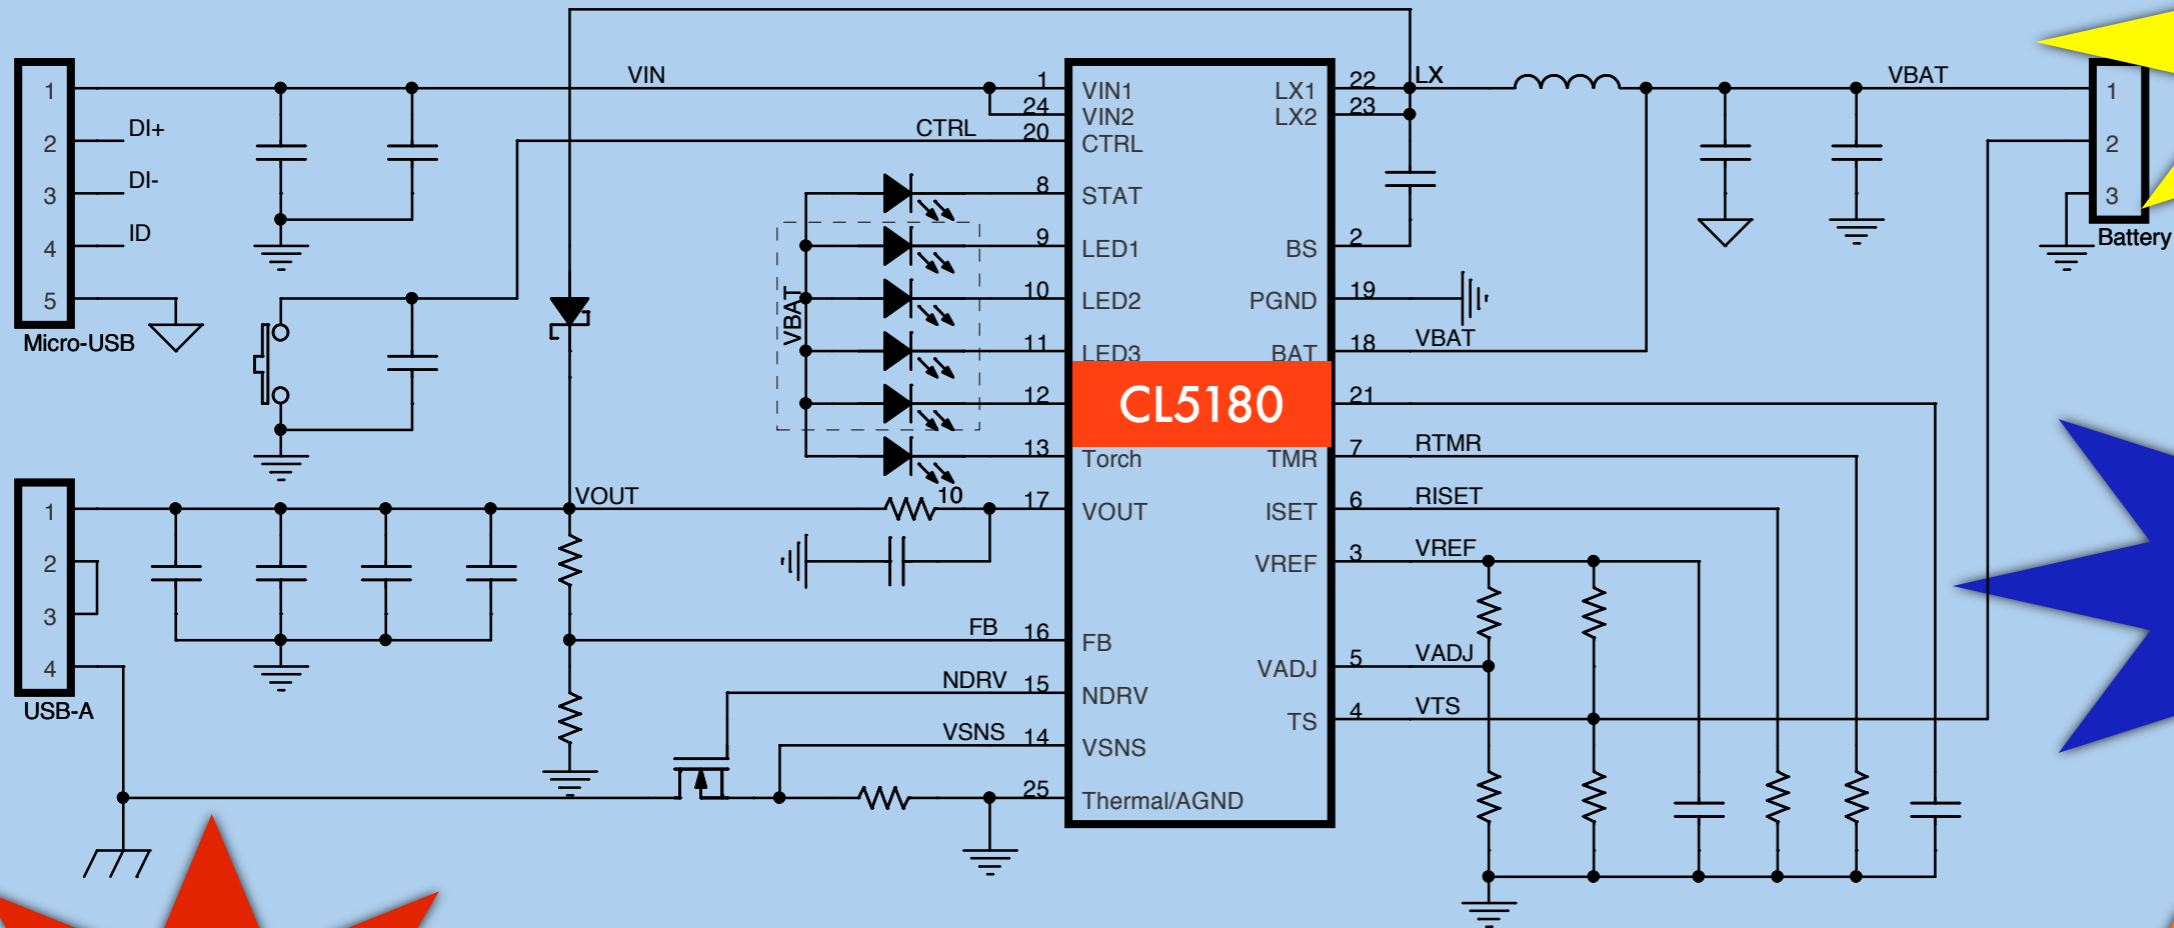 1
2
3
4
5
DI+
DI-
ID
Micro-USB
VIN
CTRL
1
24
20
8
9
10
11
12
13
17
16
15
14
25
VBAT
VIN1
VIN2
CTRL
STAT
LED1
LED2
LED3
Torch
VOUT
FB
NDRV
VSNS
Thermal/AGND
CL5180
LX1
LX2
BS
PGND
BAT
TMR
ISET
VREF
VADJ
TS
22
23
2
19
18
21
7
6
3
5
4
LX
VBAT
RTMR
RISET
VREF
VADJ
VTS
VBAT
1
2
3
Battery
1
2
3
4
USB-A
VOUT
10
FB
NDRV
VSNS